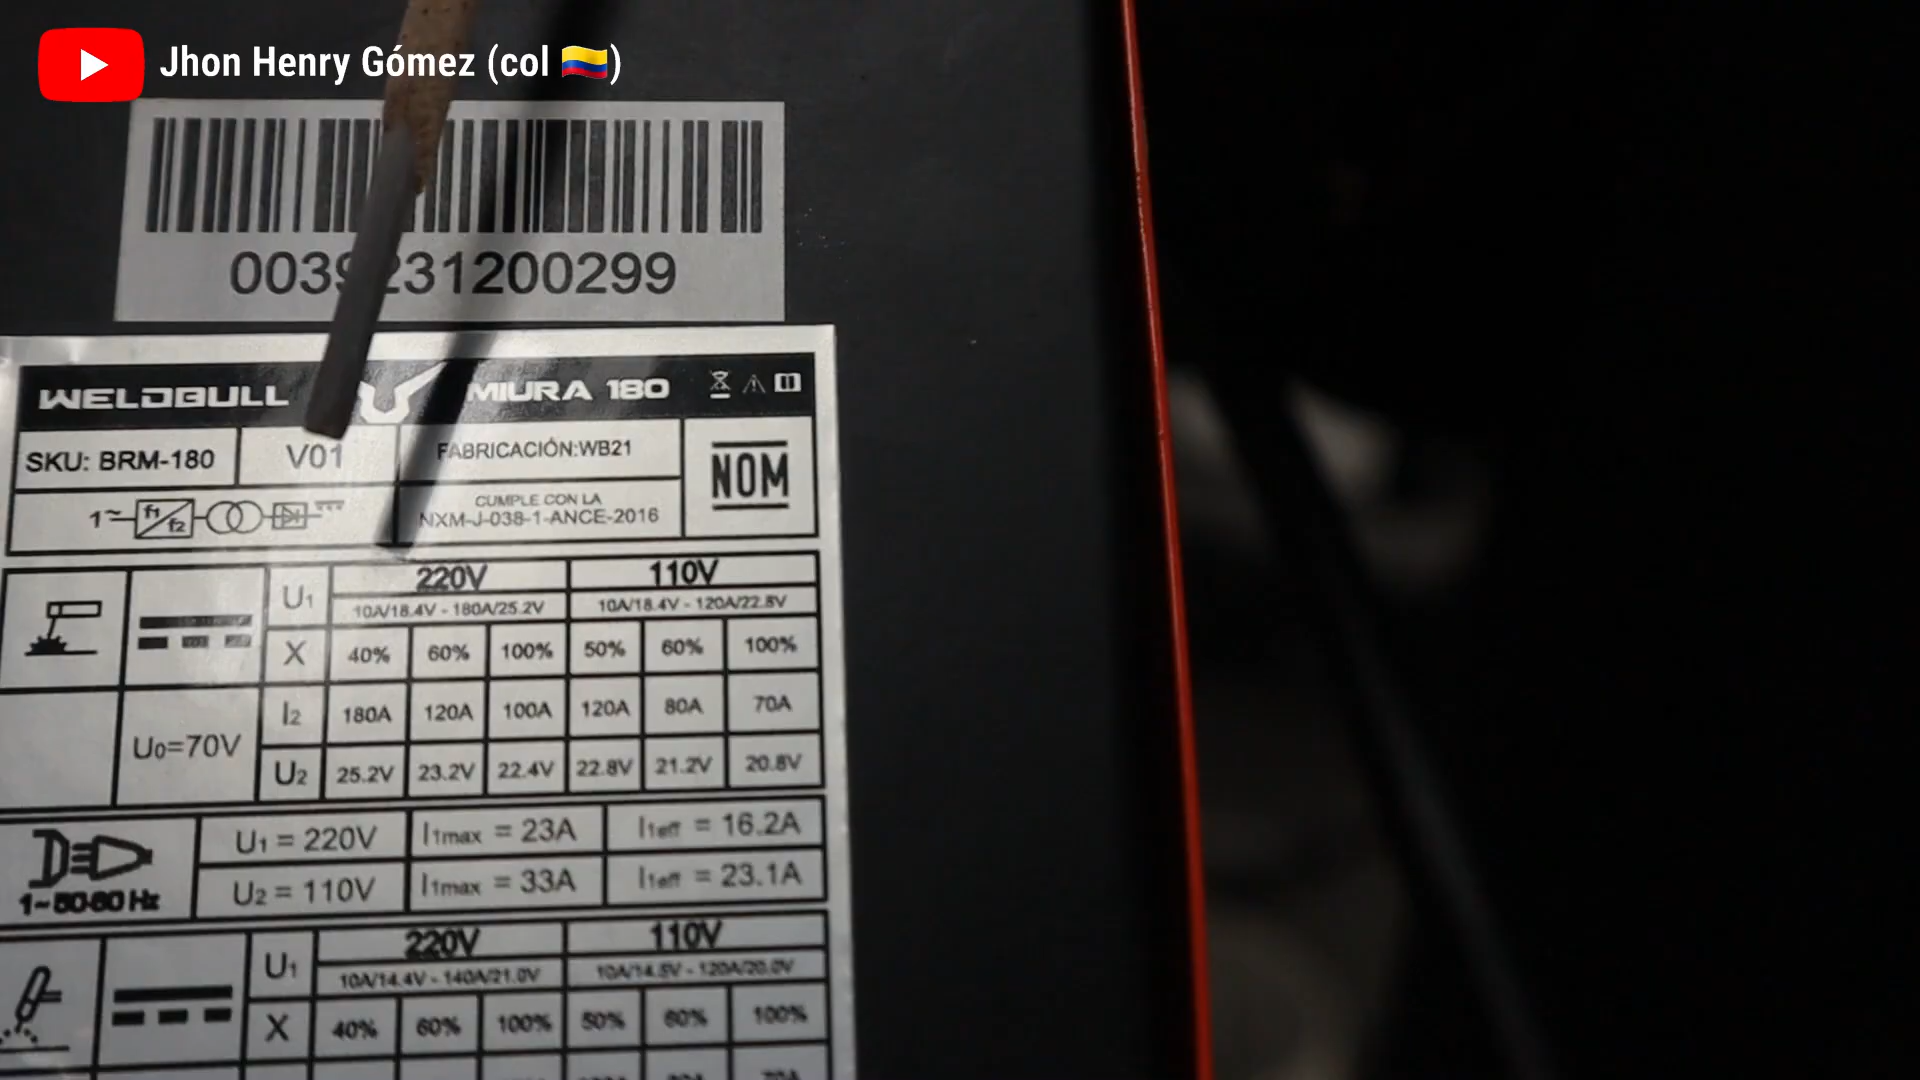 Jhon Henry Gómez (col 🇨🇴)
0039231200299
WELDBULL MIURA 180
SKU: BRM-180 V01 FABRICACIÓN:WB21 NOM
CUMPLE CON LA
NXM-J-038-1-ANCE-2016
1~ f1 f2
U1 220V 110V
10A/18.4V - 180A/25.2V 10A/18.4V - 120A/22.8V
X 40% 60% 100% 50% 60% 100%
I2 180A 120A 100A 120A 80A 70A
U0=70V
U2 25.2V 23.2V 22.4V 22.8V 21.2V 20.8V
U1 = 220V I1max = 23A I1eff = 16.2A
U2 = 110V I1max = 33A I1eff = 23.1A
1~50-60 Hz
U1 220V 110V
10A/14.4V - 140A/21.0V 10A/14.5V - 120A/20.0V
X 40% 60% 100% 50% 60% 100%